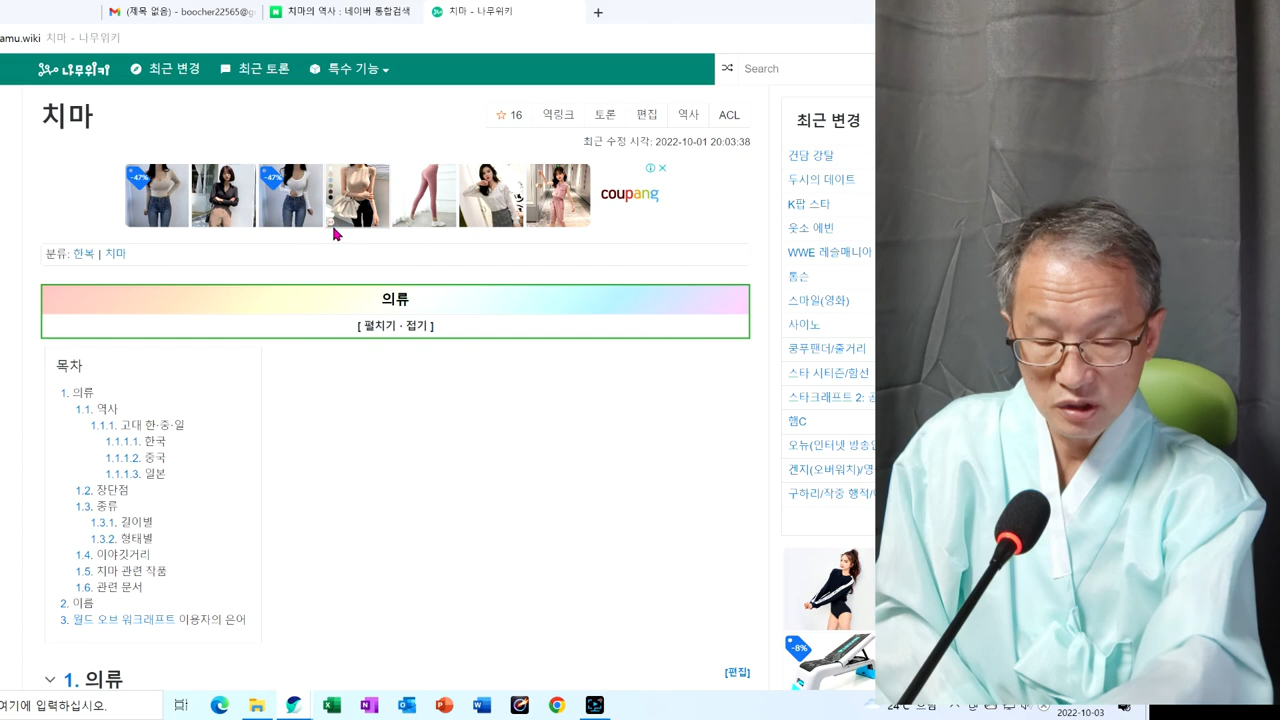 (제목 없음) - boocher22565@g
치마의 역사 : 네이버 통합검색
치마 - 나무위키
amu.wiki 치마 - 나무위키
나무위키
최근 변경
최근 토론
특수 기능
Search
치마
16
역링크
토론
편집
역사
ACL
최근 수정 시각: 2022-10-01 20:03:38
-47%
-47%
coupang
분류: 한복 | 치마
의류
[ 펼치기 · 접기 ]
목차
1. 의류
1.1. 역사
1.1.1. 고대 한·중·일
1.1.1.1. 한국
1.1.1.2. 중국
1.1.1.3. 일본
1.2. 장단점
1.3. 종류
1.3.1. 길이별
1.3.2. 형태별
1.4. 이야깃거리
1.5. 치마 관련 작품
1.6. 관련 문서
2. 이름
3. 월드 오브 워크래프트 이용자의 은어
1. 의류
[편집]
최근 변경
건담 강탈
두시의 데이트
K팝 스타
웃소 에빈
WWE 레슬매니아
톰슨
스마일(영화)
사이노
쿵푸팬더/줄거리
스타 시티즌/함선
스타크래프트 2:
햄C
오뉴(인터넷 방송인
겐지(오버워치)/영
구하리/작중 행적/
-8%
여기에 입력하십시오.
24°C 흐림
2022-10-03